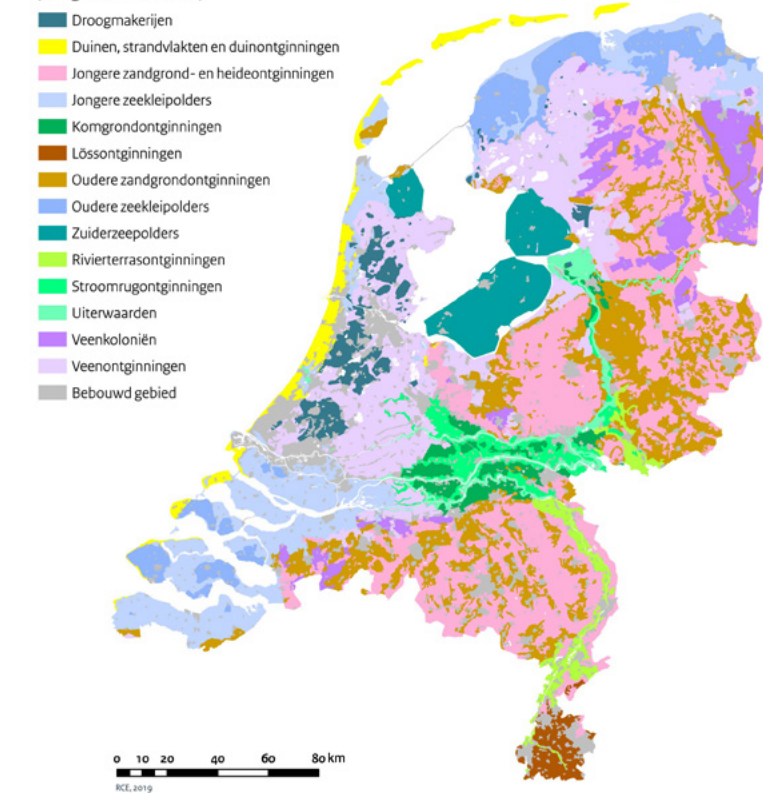 Droogmakerijen
Duinen, strandvlakten en duinontginningen
Jongere zandgrond- en heideontginningen
Jongere zeekleipolders
Komgrondontginningen
Lössontginningen
Oudere zandgrondontginningen
Oudere zeekleipolders
Zuiderzeepolders
Rivierterrasontginningen
Stroomrugontginningen
Uiterwaarden
Veenkoloniën
Veenontginningen
Bebouwd gebied
0 10 20 40 60 80 km
RCE, 2019